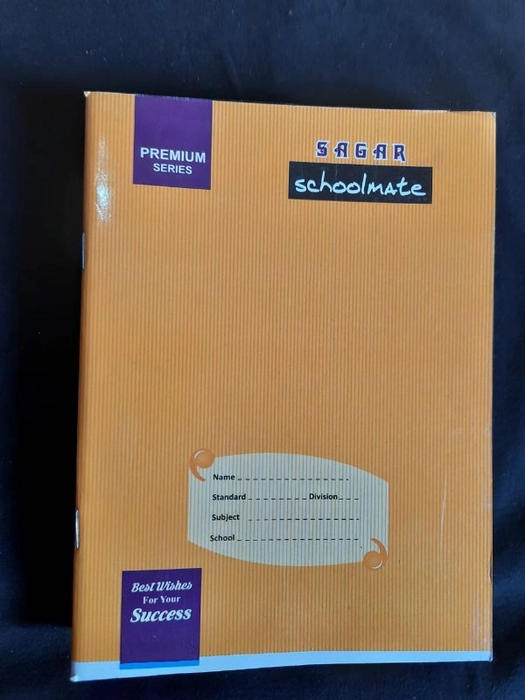 PREMIUM
SERIES
SAGAR
schoolmate
Name
Standard Division
Subject
School
Best Wishes
For Your
Success